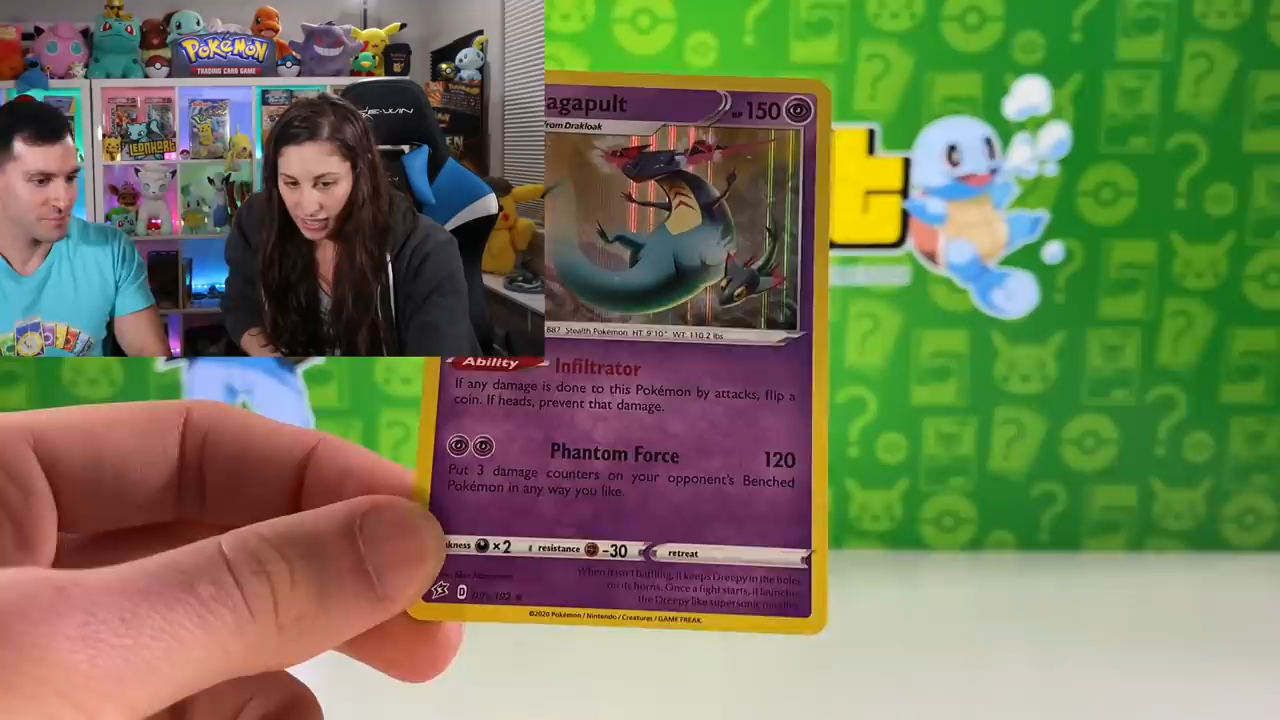 POKéMON
TRADING CARD GAME
LEONHART
E-WIN
agapult
HP 150
from Drakloak
887 Stealth Pokémon HT: 9'10" WT: 110.2 lbs
Ability Infiltrator
If any damage is done to this Pokémon by attacks, flip a
coin. If heads, prevent that damage.
Phantom Force 120
Put 3 damage counters on your opponent's Benched
Pokémon in any way you like.
kness ×2 resistance -30 retreat
When it isn't battling, it keeps Dreepy in the holes
on its horns. Once a fight starts, it launches
the Dreepy like supersonic missiles.
©2020 Pokémon / Nintendo / Creatures / GAME FREAK
t